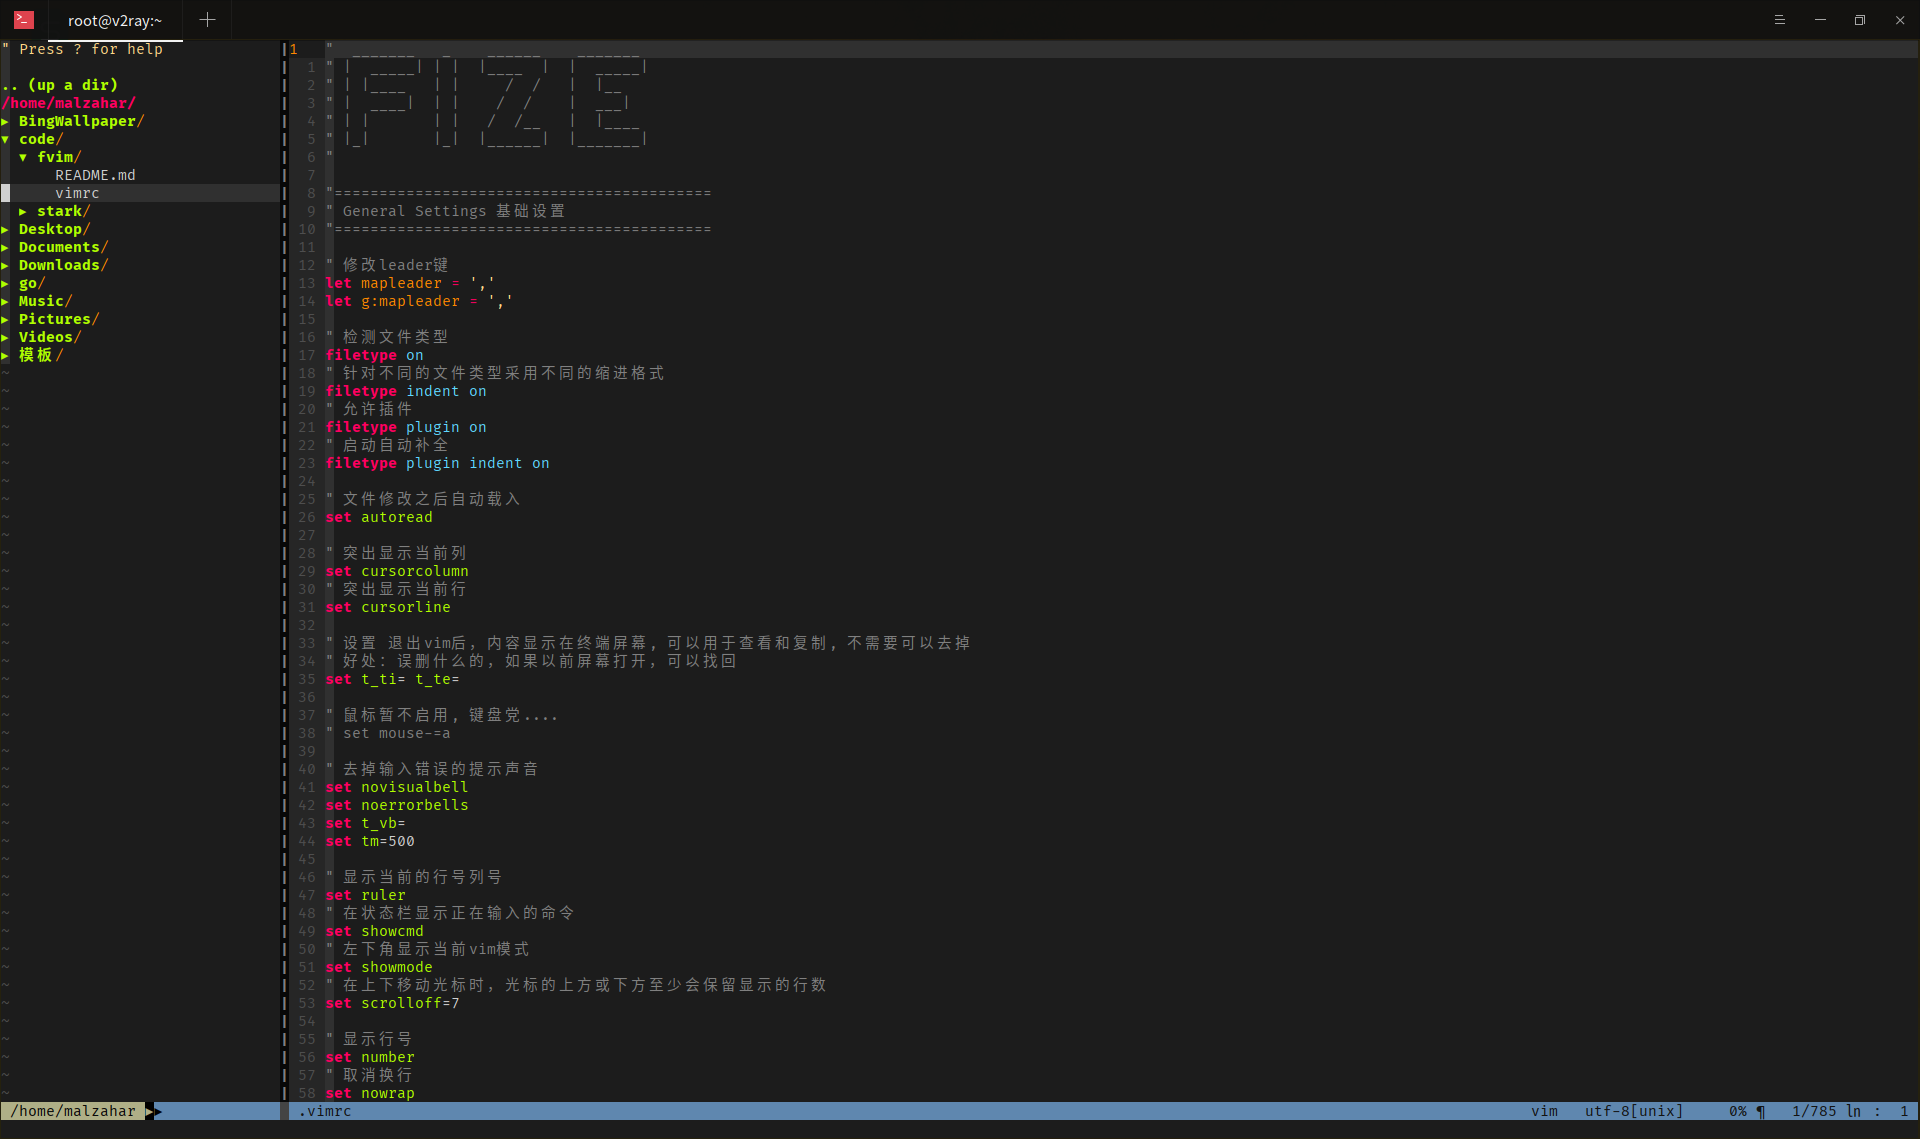 root@v2ray:~
" Press ? for help
.. (up a dir)
/home/malzahar/
▸ BingWallpaper/
▾ code/
▾ fvim/
README.md
vimrc
▸ stark/
▸ Desktop/
▸ Documents/
▸ Downloads/
▸ go/
▸ Music/
▸ Pictures/
▸ Videos/
▸ 模板/
/home/malzahar
1 "  _______   _    ______    _______
1 " |  _____| | |  |____  |  |  _____|
2 " | |____   | |     / /   |  |__
3 " |  ____|  | |    / /    |  ___|
4 " | |       | |   / /__   |  |____
5 " |_|       |_|  |______|  |_______|
6 "
7
8 "==========================================
9 " General Settings 基础设置
10 "==========================================
11
12 " 修改leader键
13 let mapleader = ','
14 let g:mapleader = ','
15
16 " 检测文件类型
17 filetype on
18 " 针对不同的文件类型采用不同的缩进格式
19 filetype indent on
20 " 允许插件
21 filetype plugin on
22 " 启动自动补全
23 filetype plugin indent on
24
25 " 文件修改之后自动载入
26 set autoread
27
28 " 突出显示当前列
29 set cursorcolumn
30 " 突出显示当前行
31 set cursorline
32
33 " 设置 退出vim后，内容显示在终端屏幕, 可以用于查看和复制, 不需要可以去掉
34 " 好处：误删什么的，如果以前屏幕打开，可以找回
35 set t_ti= t_te=
36
37 " 鼠标暂不启用, 键盘党....
38 " set mouse-=a
39
40 " 去掉输入错误的提示声音
41 set novisualbell
42 set noerrorbells
43 set t_vb=
44 set tm=500
45
46 " 显示当前的行号列号
47 set ruler
48 " 在状态栏显示正在输入的命令
49 set showcmd
50 " 左下角显示当前vim模式
51 set showmode
52 " 在上下移动光标时，光标的上方或下方至少会保留显示的行数
53 set scrolloff=7
54
55 " 显示行号
56 set number
57 " 取消换行
58 set nowrap
.vimrc vim utf-8[unix] 0% ¶ 1/785 ln : 1